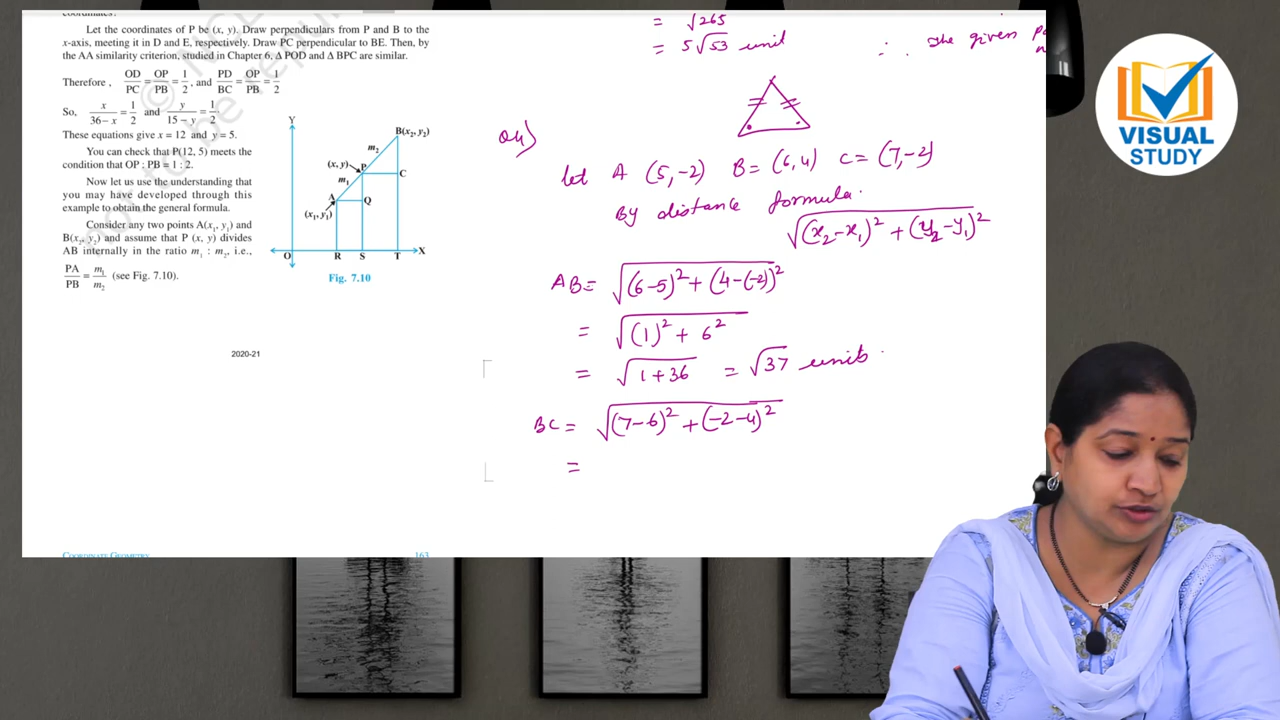 Let the coordinates of P be (x, y). Draw perpendiculars from P and B to the
x-axis, meeting it in D and E, respectively. Draw PC perpendicular to BE. Then, by
the AA similarity criterion, studied in Chapter 6, Δ POD and Δ BPC are similar.
Therefore , OD/PC = OP/PB = 1/2, and PD/BC = OP/PB = 1/2
So, x/(36 – x) = 1/2 and y/(15 – y) = 1/2.
These equations give x = 12 and y = 5.
You can check that P(12, 5) meets the
condition that OP : PB = 1 : 2.
Now let us use the understanding that
you may have developed through this
example to obtain the general formula.
Consider any two points A(x₁, y₁) and
B(x₂, y₂) and assume that P (x, y) divides
AB internally in the ratio m₁ : m₂, i.e.,
PA/PB = m₁/m₂ (see Fig. 7.10).
Y
B(x₂, y₂)
m₂
(x, y)
P
C
m₁
A
Q
(x₁, y₁)
O R S T X
Fig. 7.10
2020-21
COORDINATE GEOMETRY
163
= √265
= 5√53 unit
∴ The given
Q4)
let A (5,-2) B = (6,4) C = (7,-2)
By distance formula.
√(x₂-x₁)² + (y₂-y₁)²
AB = √(6-5)² + (4-(-2))²
= √(1)² + 6²
= √1+36 = √37 units.
BC = √(7-6)² + (-2-4)²
=
VISUAL
STUDY